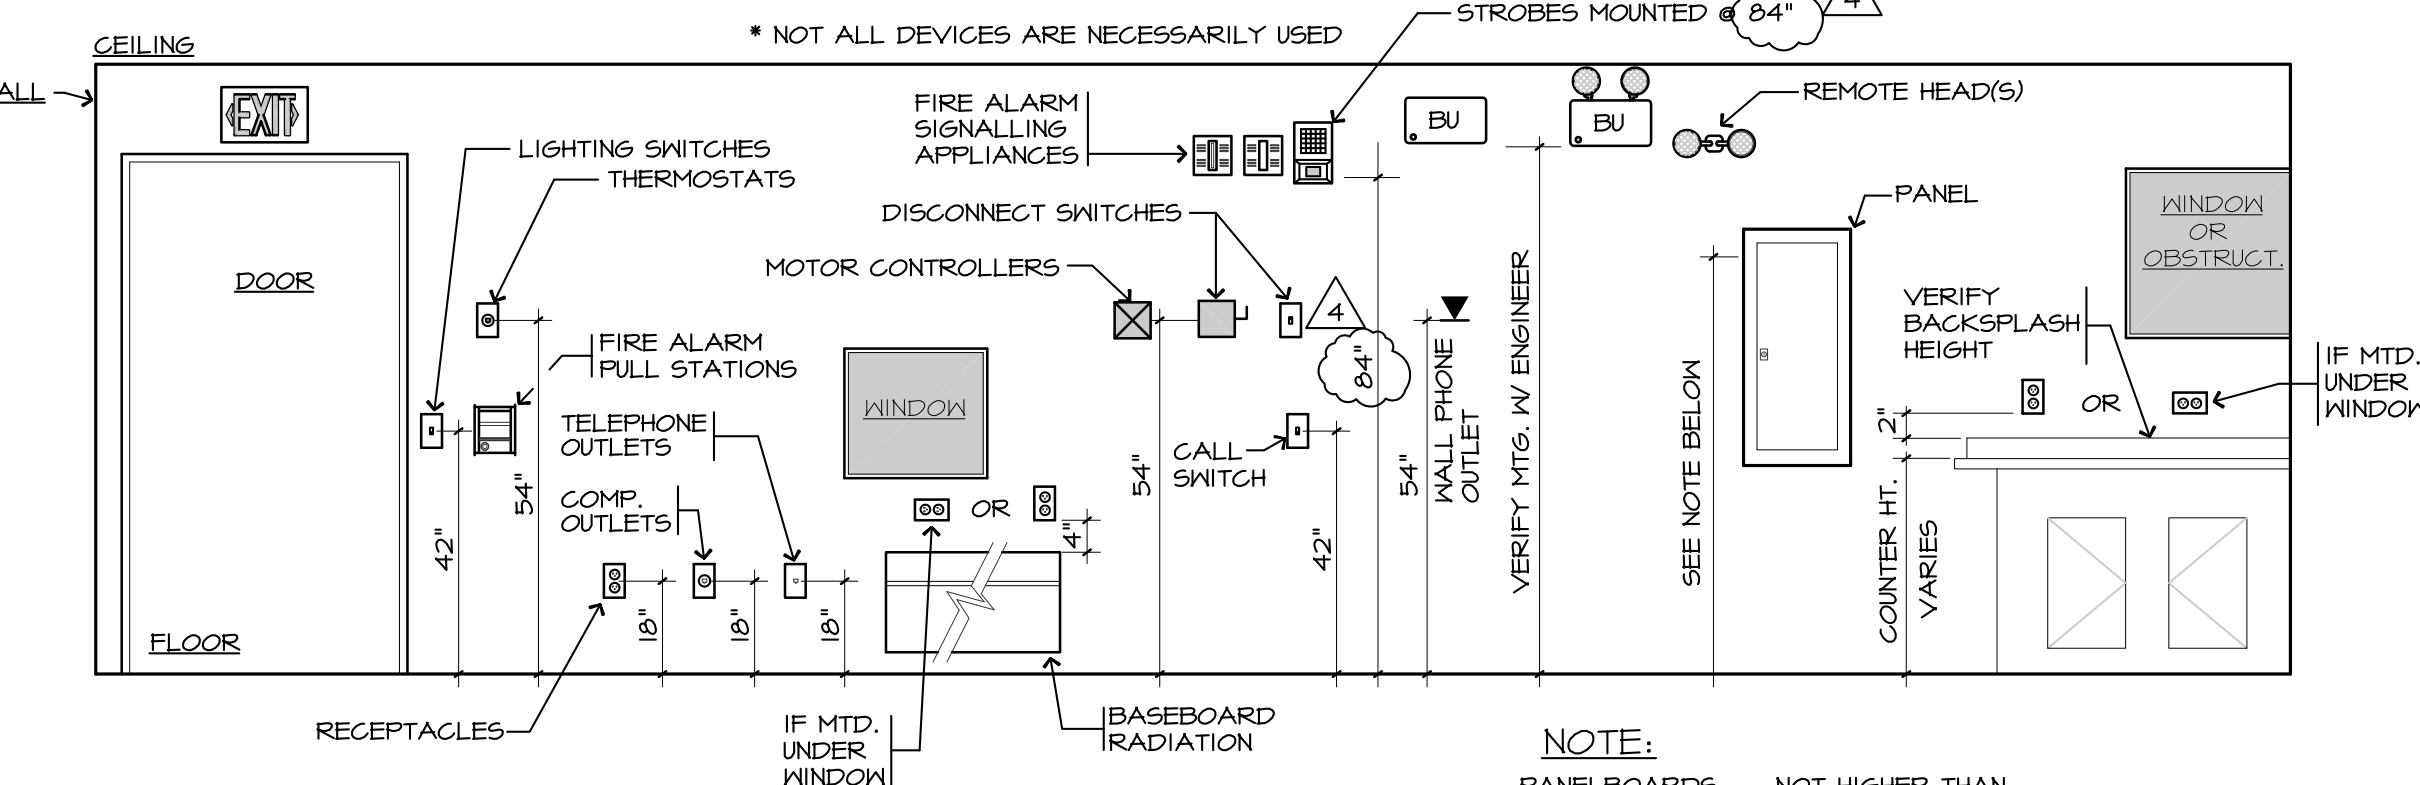 STROBES MOUNTED @ 84"
4
* NOT ALL DEVICES ARE NECESSARILY USED
CEILING
EXIT
REMOTE HEAD(S)
FIRE ALARM
SIGNALLING
APPLIANCES
BU
BU
LIGHTING SWITCHES
THERMOSTATS
PANEL
DISCONNECT SWITCHES
WINDOW
OR
OBSTRUCT.
MOTOR CONTROLLERS
DOOR
4
84"
VERIFY
BACKSPLASH
HEIGHT
FIRE ALARM
PULL STATIONS
IF MTD.
UNDER
WINDOW
WINDOW
OR
2"
TELEPHONE
OUTLETS
CALL
SWITCH
54"
WALL PHONE
OUTLET
VERIFY MTG. W/ ENGINEER
SEE NOTE BELOW
54"
54"
42"
COMP.
OUTLETS
OR
4"
42"
COUNTER HT.
VARIES
18"
18"
18"
FLOOR
RECEPTACLES
IF MTD.
UNDER
WINDOW
BASEBOARD
RADIATION
NOTE:
PANELBOARDS NOT HIGHER THAN